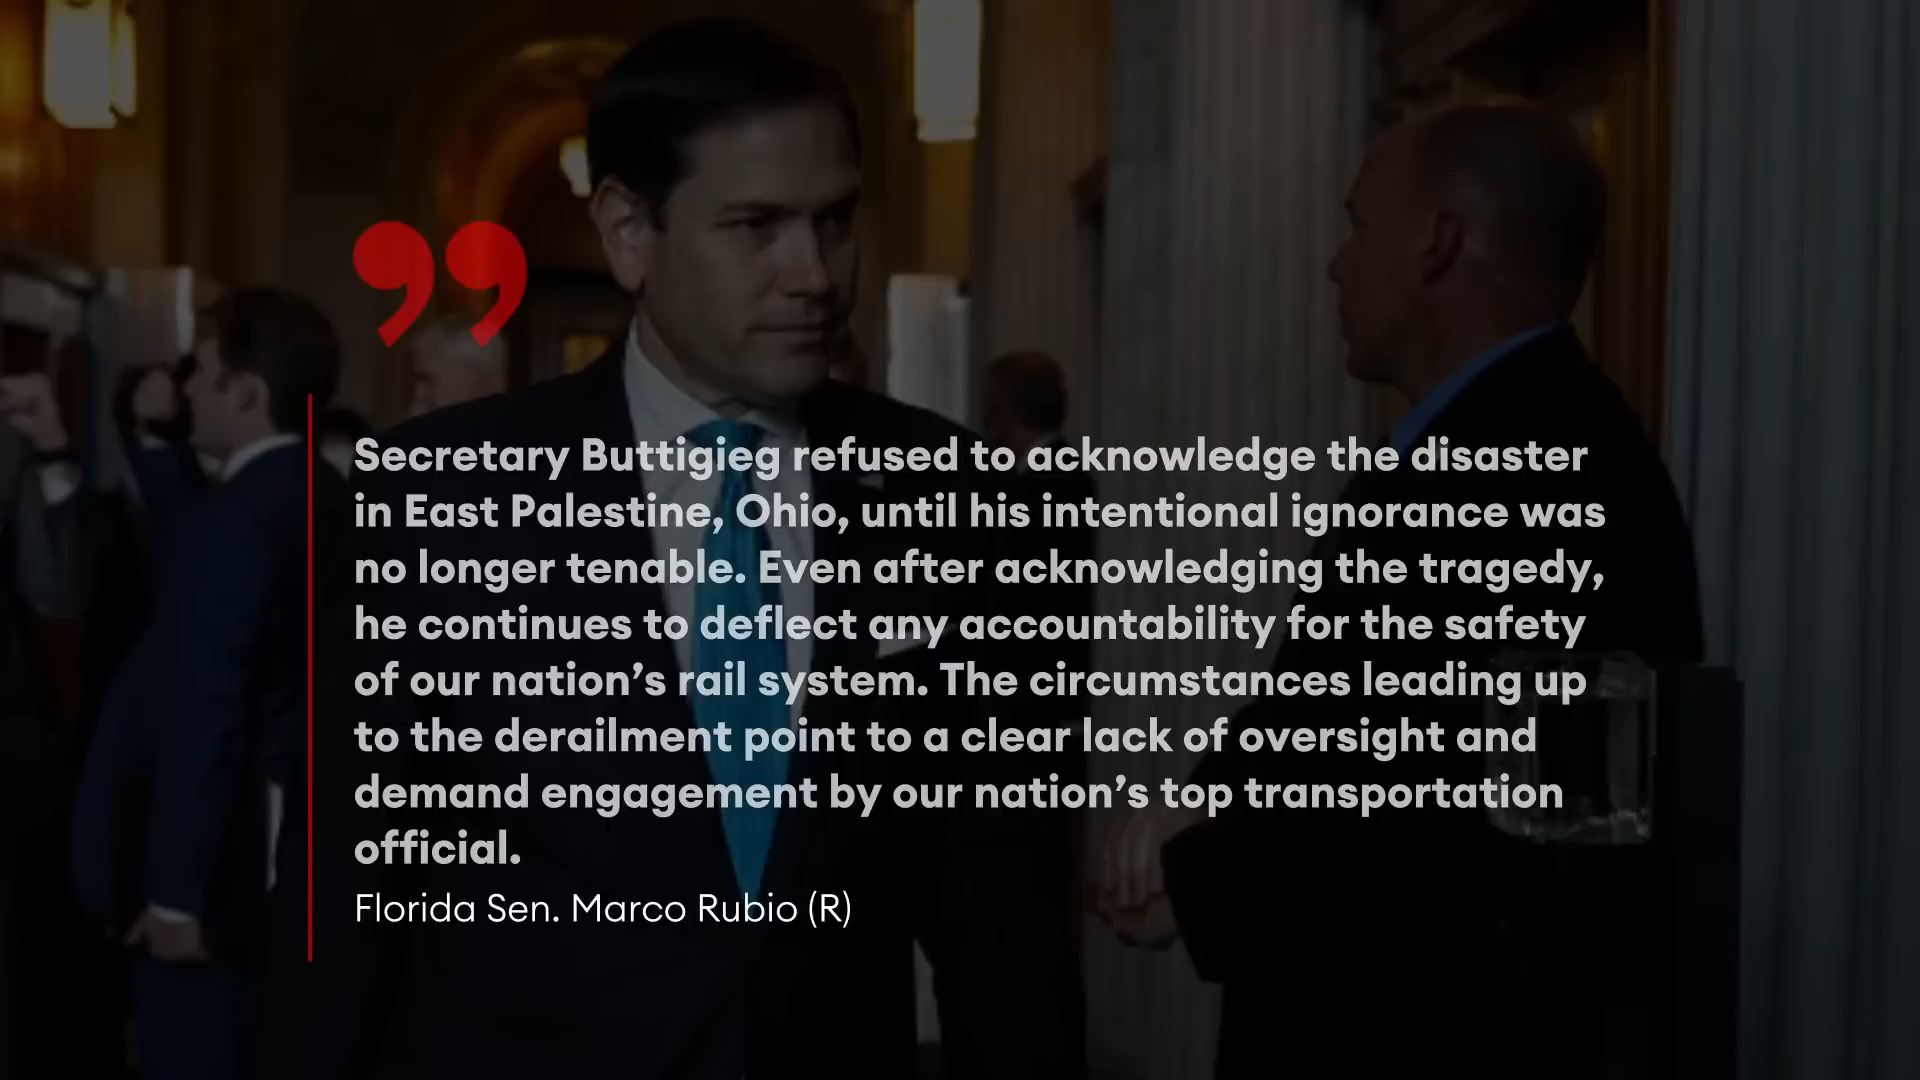 Secretary Buttigieg refused to acknowledge the disaster
in East Palestine, Ohio, until his intentional ignorance was
no longer tenable. Even after acknowledging the tragedy,
he continues to deflect any accountability for the safety
of our nation’s rail system. The circumstances leading up
to the derailment point to a clear lack of oversight and
demand engagement by our nation’s top transportation
official.
Florida Sen. Marco Rubio (R)